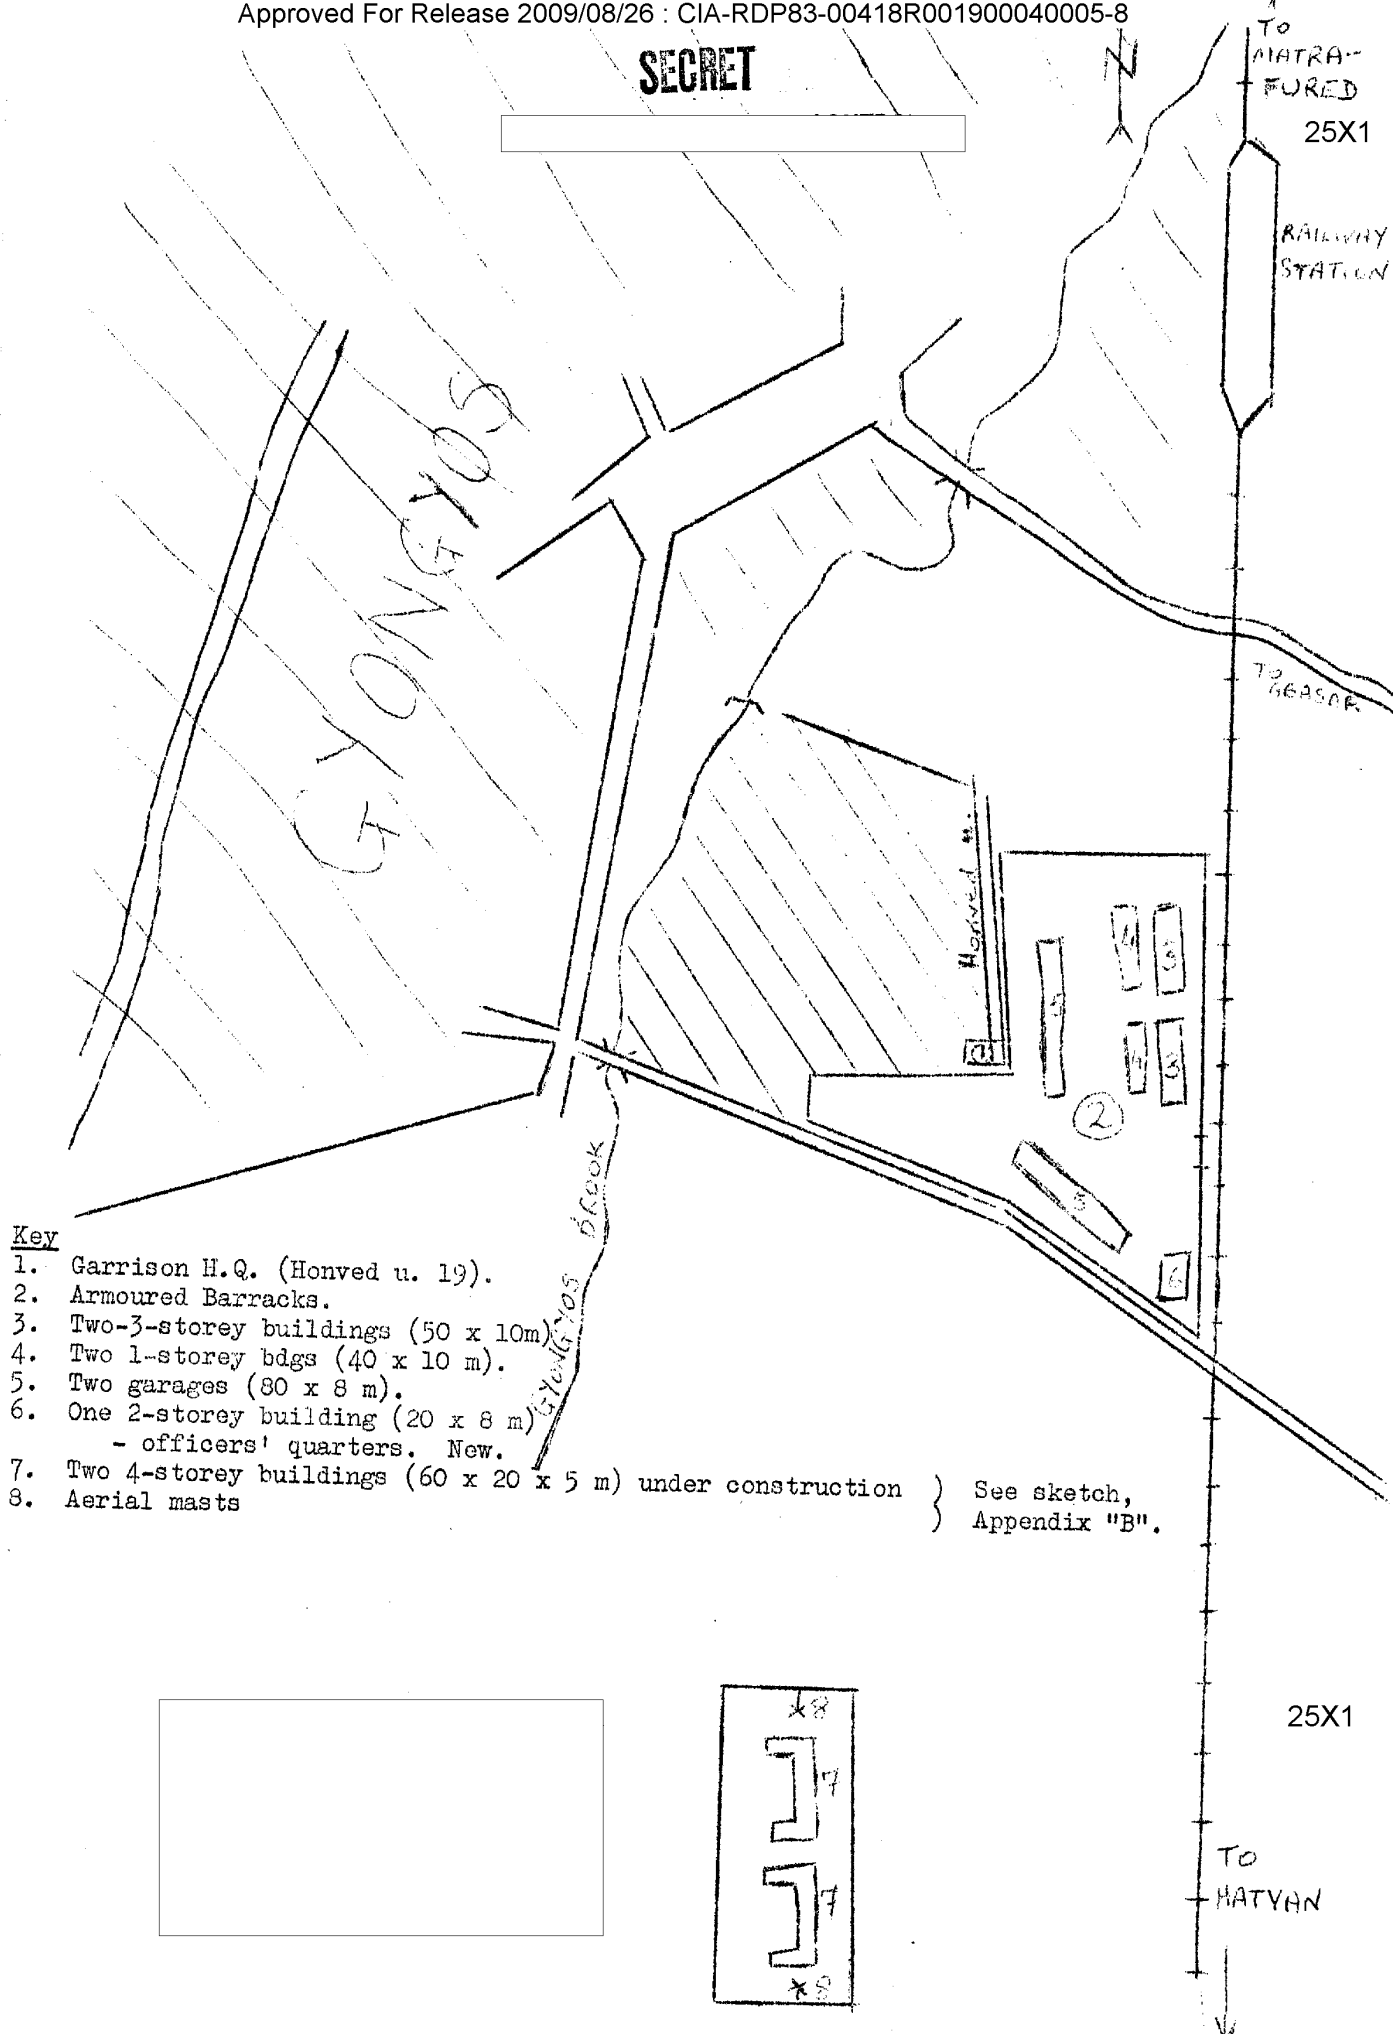 Approved For Release 2009/08/26 : CIA-RDP83-00418R001900040005-8
SECRET
N
TO
MATRA-
FURED
25X1
RAILWAY
STATION
GYONGYOS
TO
Honved u.
1
4
3
5
4
3
2
5
6
GYONGYOS BROOK
Key
1. Garrison H.Q. (Honved u. 19).
2. Armoured Barracks.
3. Two-3-storey buildings (50 x 10m)
4. Two 1-storey bdgs (40 x 10 m).
5. Two garages (80 x 8 m).
6. One 2-storey building (20 x 8 m)
- officers' quarters. New.
7. Two 4-storey buildings (60 x 20 x 5 m) under construction ) See sketch,
8. Aerial masts ) Appendix "B".
8
7
7
8
25X1
TO
HATYAN